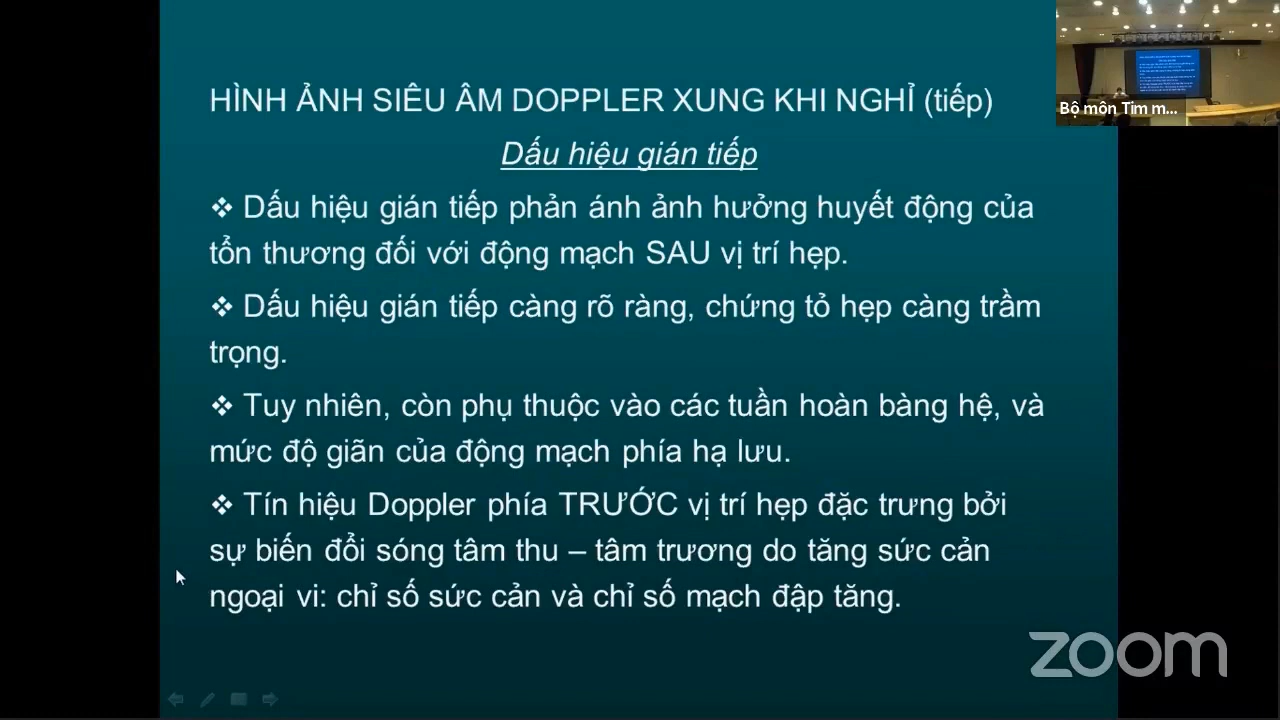 HÌNH ẢNH SIÊU ÂM DOPPLER XUNG KHI NGHỈ (tiếp)
Dấu hiệu gián tiếp
❖ Dấu hiệu gián tiếp phản ánh ảnh hưởng huyết động của
tổn thương đối với động mạch SAU vị trí hẹp.
❖ Dấu hiệu gián tiếp càng rõ ràng, chứng tỏ hẹp càng trầm
trọng.
❖ Tuy nhiên, còn phụ thuộc vào các tuần hoàn bàng hệ, và
mức độ giãn của động mạch phía hạ lưu.
❖ Tín hiệu Doppler phía TRƯỚC vị trí hẹp đặc trưng bởi
sự biến đổi sóng tâm thu – tâm trương do tăng sức cản
ngoại vi: chỉ số sức cản và chỉ số mạch đập tăng.
Bộ môn Tim m...
zoom